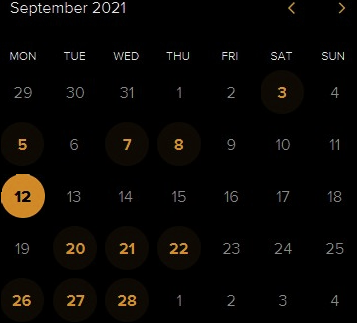 September 2021
MON TUE WED THU FRI SAT SUN
29 30 31 1 2 3 4
5 6 7 8 9 10 11
12 13 14 15 16 17 18
19 20 21 22 23 24 25
26 27 28 1 2 3 4